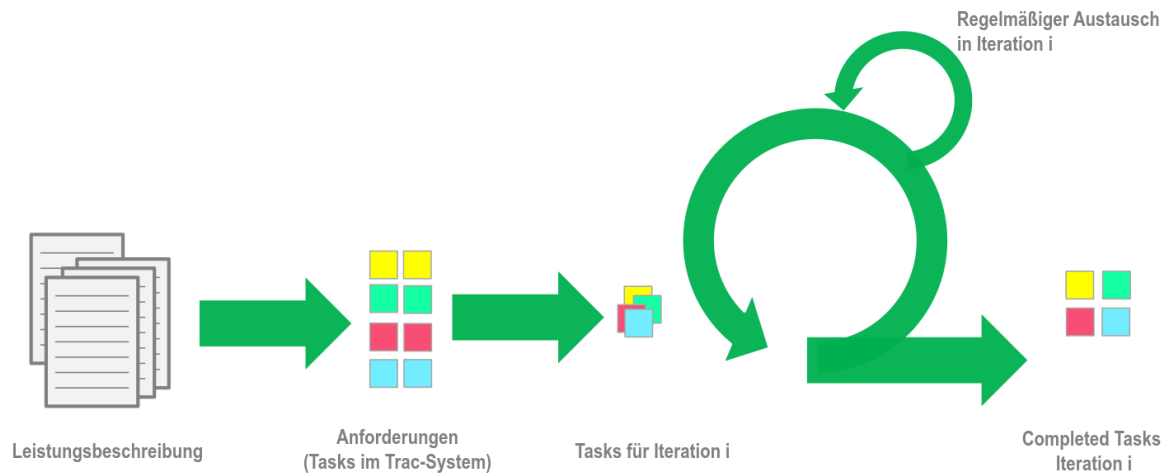 Regelmäßiger Austausch
in Iteration i
Leistungsbeschreibung
Anforderungen
(Tasks im Trac-System)
Tasks für Iteration i
Completed Tasks
Iteration i